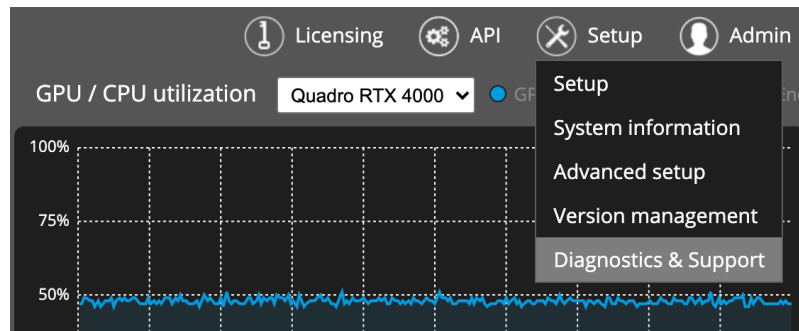 Licensing API Setup Admin
GPU / CPU utilization Quadro RTX 4000
Setup
System information
Advanced setup
Version management
Diagnostics & Support
100%
75%
50%